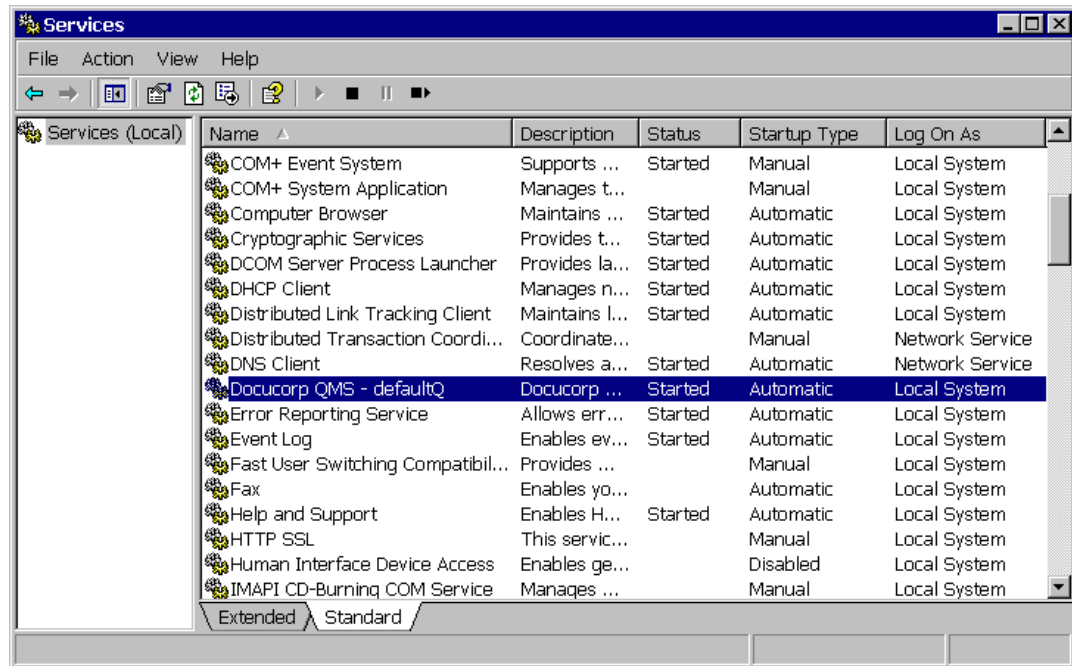 Services
File Action View Help
Services (Local)
Name Description Status Startup Type Log On As
COM+ Event System Supports ... Started Manual Local System
COM+ System Application Manages t... Manual Local System
Computer Browser Maintains ... Started Automatic Local System
Cryptographic Services Provides t... Started Automatic Local System
DCOM Server Process Launcher Provides la... Started Automatic Local System
DHCP Client Manages n... Started Automatic Local System
Distributed Link Tracking Client Maintains l... Started Automatic Local System
Distributed Transaction Coordi... Coordinate... Manual Network Service
DNS Client Resolves a... Started Automatic Network Service
Docucorp QMS - defaultQ Docucorp ... Started Automatic Local System
Error Reporting Service Allows err... Started Automatic Local System
Event Log Enables ev... Started Automatic Local System
Fast User Switching Compatibil... Provides ... Manual Local System
Fax Enables yo... Automatic Local System
Help and Support Enables H... Started Automatic Local System
HTTP SSL This servic... Manual Local System
Human Interface Device Access Enables ge... Disabled Local System
IMAPI CD-Burning COM Service Manages ... Manual Local System
Extended Standard